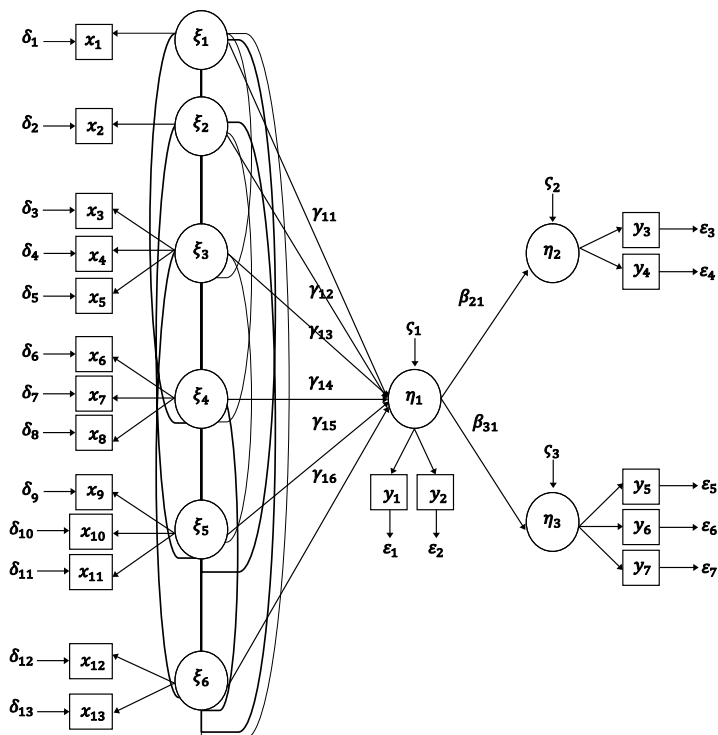 δ1 x1 ξ1
δ2 x2 ξ2
δ3 x3
δ4 x4 ξ3
δ5 x5
δ6 x6
δ7 x7 ξ4
δ8 x8
δ9 x9
δ10 x10 ξ5
δ11 x11
δ12 x12 ξ6
δ13 x13
γ11
γ12
γ13
γ14
γ15
γ16
ς1
η1
y1 y2
ε1 ε2
β21
β31
ς2
η2
y3 ε3
y4 ε4
ς3
η3
y5 ε5
y6 ε6
y7 ε7